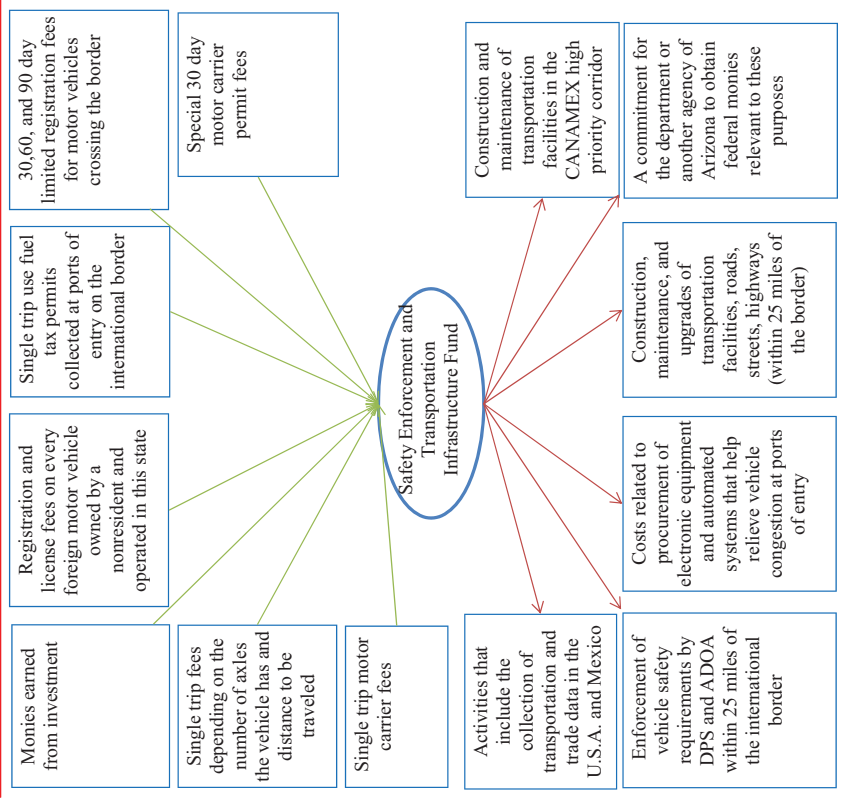 Monies earned
from investment
Registration and
license fees on every
foreign motor vehicle
owned by a
nonresident and
operated in this state
Single trip use fuel
tax permits
collected at ports of
entry on the
international border
30,60, and 90 day
limited registration fees
for motor vehicles
crossing the border
Single trip fees
depending on the
number of axles
the vehicle has and
distance to be
traveled
Special 30 day
motor carrier
permit fees
Single trip motor
carrier fees
Safety Enforcement and
Transportation
Infrastructure Fund
Activities that
include the
collection of
transportation and
trade data in the
U.S.A. and Mexico
Construction and
maintenance of
transportation
facilities in the
CANAMEX high
priority corridor
Enforcement of
vehicle safety
requirements by
DPS and ADOA
within 25 miles of
the international
border
Costs related to
procurement of
electronic equipment
and automated
systems that help
relieve vehicle
congestion at ports
of entry
Construction,
maintenance, and
upgrades of
transportation
facilities, roads,
streets, highways
(within 25 miles of
the border)
A commitment for
the department or
another agency of
Arizona to obtain
federal monies
relevant to these
purposes